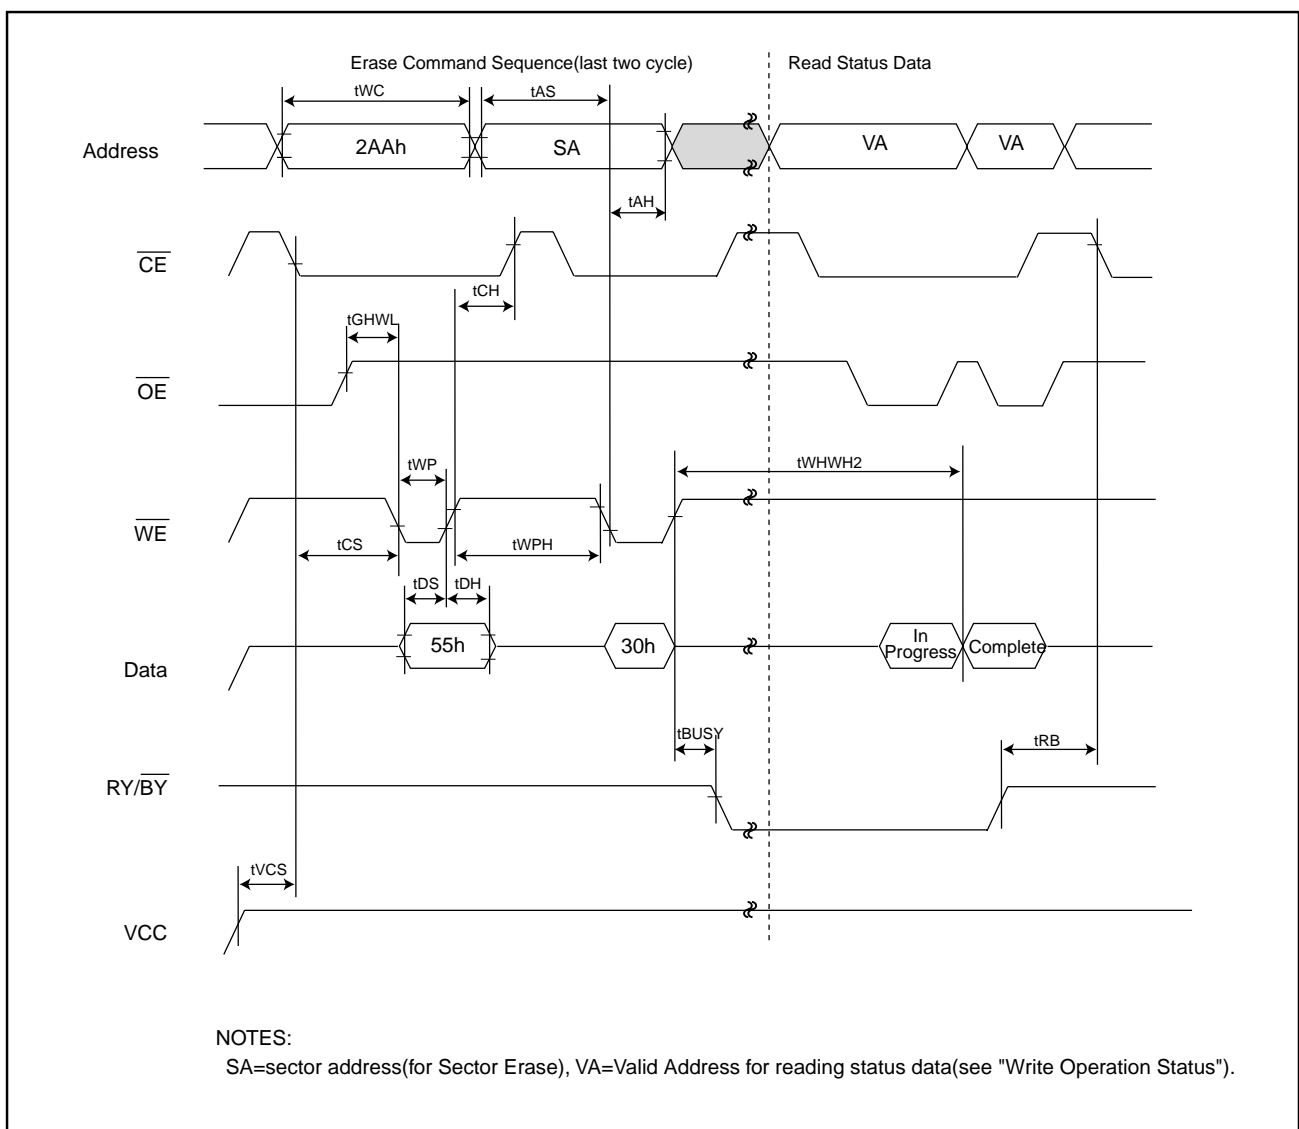 Erase Command Sequence(last two cycle) Read Status Data
tWC tAS
Address 2AAh SA VA VA
tAH
CE
tCH
tGHWL
OE
tWP tWHWH2
WE
tCS tWPH
tDS tDH
Data 55h 30h In Progress Complete
tBUSY tRB
RY/BY
tVCS
VCC
NOTES:
SA=sector address(for Sector Erase), VA=Valid Address for reading status data(see "Write Operation Status").